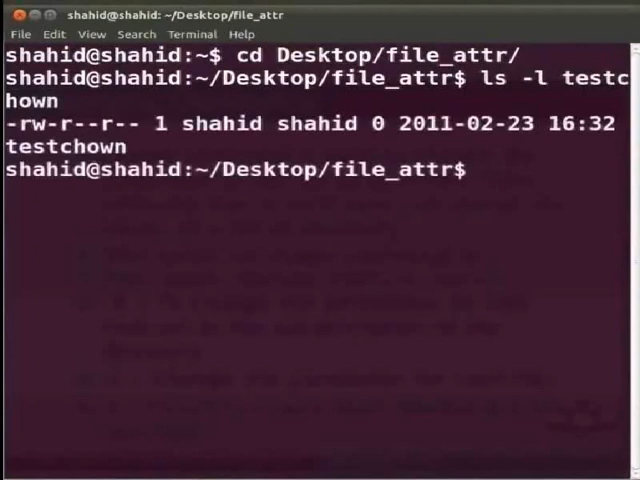 shahid@shahid: ~/Desktop/file_attr
File Edit View Search Terminal Help
shahid@shahid:~$ cd Desktop/file_attr/
shahid@shahid:~/Desktop/file_attr$ ls -l testc
hown
-rw-r--r-- 1 shahid shahid 0 2011-02-23 16:32
testchown
shahid@shahid:~/Desktop/file_attr$